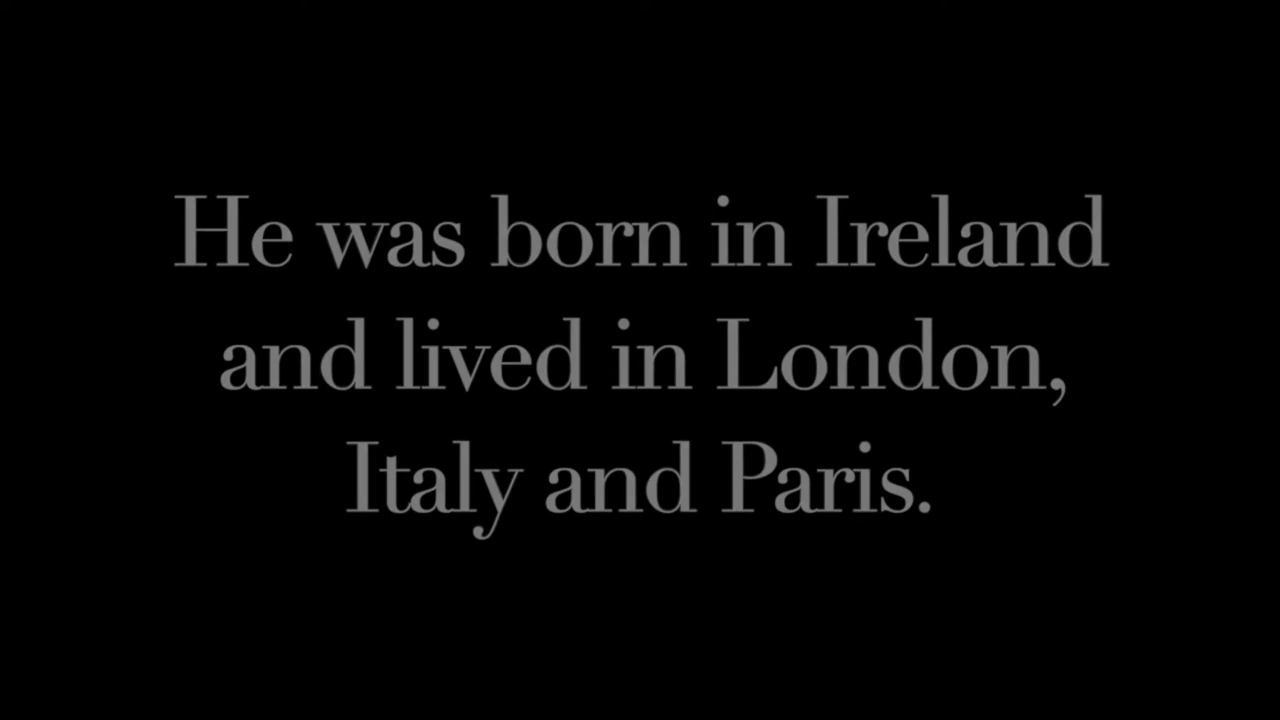 He was born in Ireland
and lived in London,
Italy and Paris.